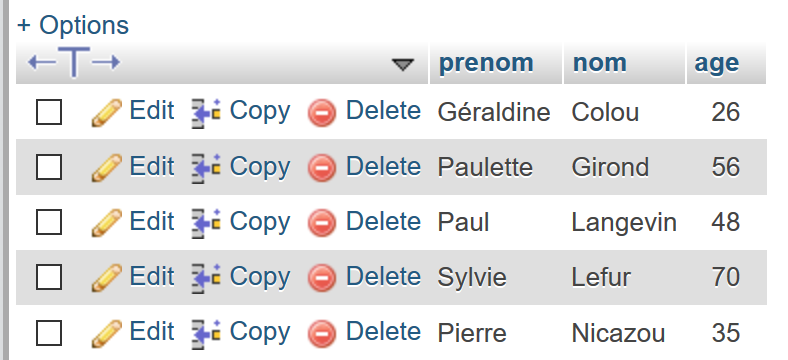 + Options
prenom nom age
Edit Copy Delete Géraldine Colou 26
Edit Copy Delete Paulette Girond 56
Edit Copy Delete Paul Langevin 48
Edit Copy Delete Sylvie Lefur 70
Edit Copy Delete Pierre Nicazou 35